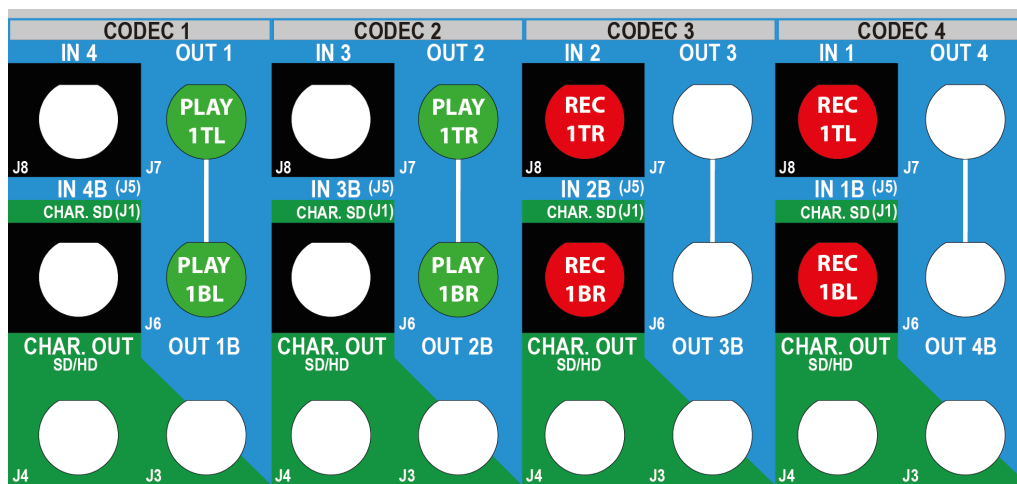 CODEC 1 CODEC 2 CODEC 3 CODEC 4
IN 4 OUT 1 IN 3 OUT 2 IN 2 OUT 3 IN 1 OUT 4
PLAY PLAY REC REC
1TL 1TR 1TR 1TL
J8 J7 J8 J7 J8 J7 J8 J7
IN 4B (J5) IN 3B (J5) IN 2B (J5) IN 1B (J5)
CHAR. SD (J1) CHAR. SD (J1) CHAR. SD (J1) CHAR. SD (J1)
PLAY PLAY REC REC
1BL 1BR 1BR 1BL
J6 J6 J6 J6
CHAR. OUT OUT 1B CHAR. OUT OUT 2B CHAR. OUT OUT 3B CHAR. OUT OUT 4B
SD/HD SD/HD SD/HD SD/HD
J4 J3 J4 J3 J4 J3 J4 J3